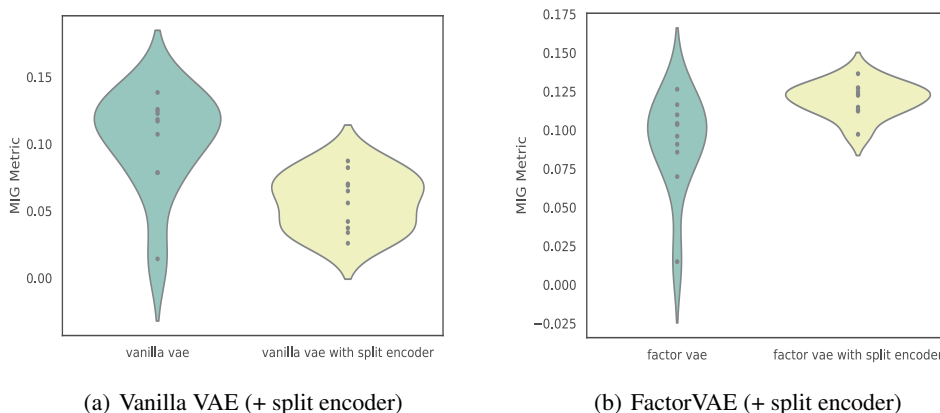 MIG Metric
0.15
0.10
0.05
0.00
vanilla vae
vanilla vae with split encoder
(a) Vanilla VAE (+ split encoder)
MIG Metric
0.175
0.150
0.125
0.100
0.075
0.050
0.025
0.000
−0.025
factor vae
factor vae with split encoder
(b) FactorVAE (+ split encoder)